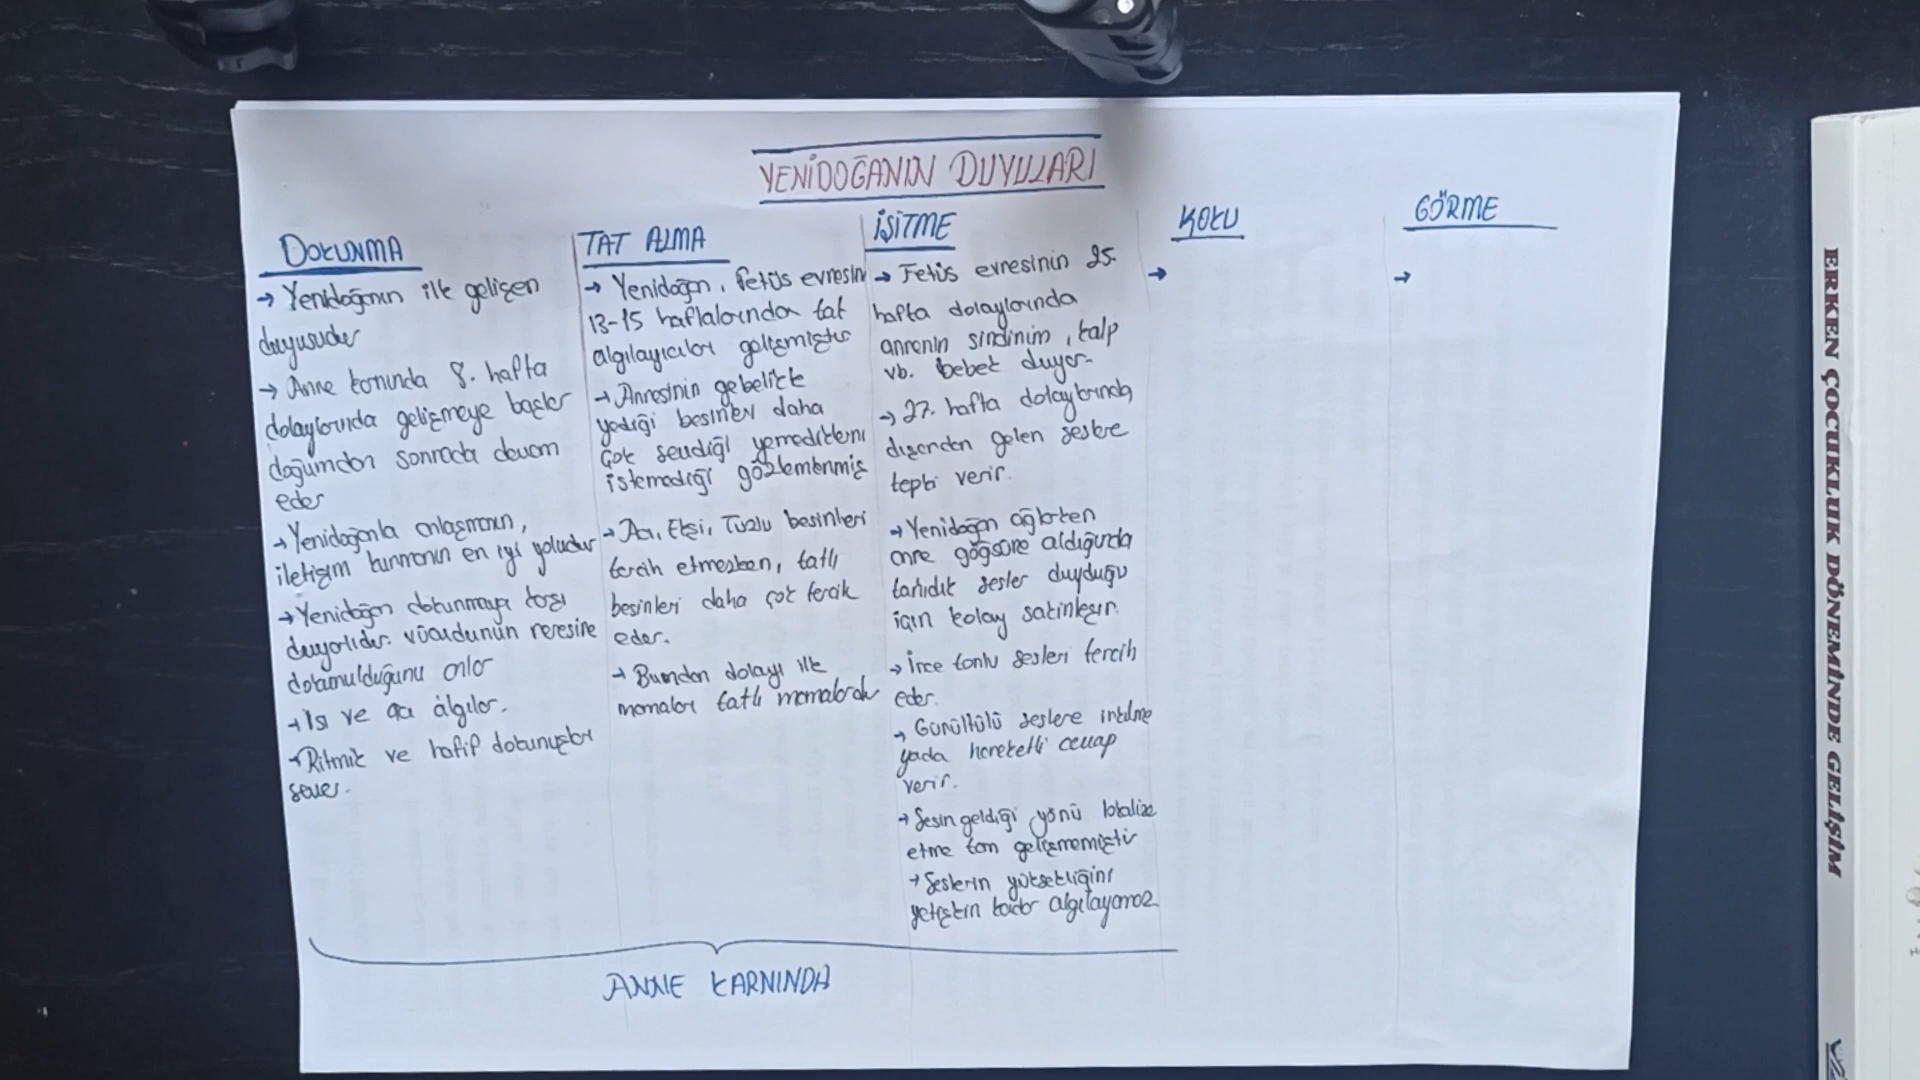 YENİDOĞANIN DUYULARI
DOKUNMA
→ Yenidoğanın ilk gelişen
duyusudur
→ Anne karnında 8. hafta
dolaylarında gelişmeye başlar
doğumdan sonrada devam
eder
→ Yenidoğanla anlaşmanın,
iletişim kurmanın en iyi yoludur
→ Yenidoğan dokunmaya karşı
duyarlıdır. vücudunun neresine
dokunulduğunu anlar
→ Isı ve acı algılar.
→ Ritmik ve hafif dokunuşları
sever.
TAT ALMA
→ Yenidoğan, fetüs evresin
13-15 haftalarında tat
algılayıcıları gelişmiştir
→ Annesinin gebelikte
yediği besinleri daha
çok sevdiği yemediklerini
istemediği gözlemlenmiş
→ Acı, Ekşi, Tuzlu besinleri
tercih etmezken, tatlı
besinleri daha çok tercih
eder.
→ Bundan dolayı ilk
mamalar tatlı mamalardır
İŞİTME
→ Fetüs evresinin 25.
hafta dolaylarında
annenin sindirim, kalp
vb. bebek duyar.
→ 27. hafta dolaylarında
dışardan gelen seslere
tepki verir.
→ Yenidoğan ağlarken
anne göğsüne aldığında
tanıdık sesler duyduğu
için kolay sakinleşir.
→ İnce tonlu sesleri tercih
eder.
→ Gürültülü seslere irkilme
yada hareketli cevap
verir.
→ Sesin geldiği yönü lokalize
etme tam gelişmemiştir
→ Seslerin yüksekliğini
yetişkin kadar algılayamaz
KOKU
→
GÖRME
→
ANNE KARNINDA
ERKEN ÇOCUKLUK DÖNEMİNDE GELİŞİM